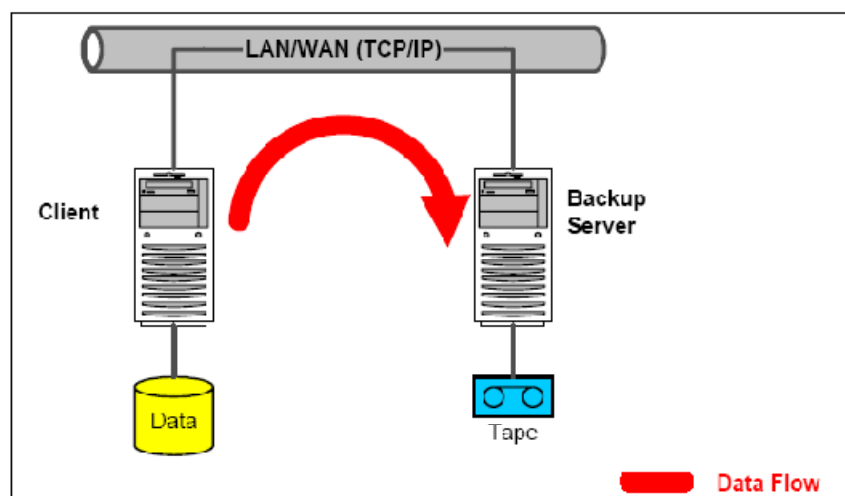 LAN/WAN (TCP/IP)
Client
Backup
Server
Data
Tape
Data Flow